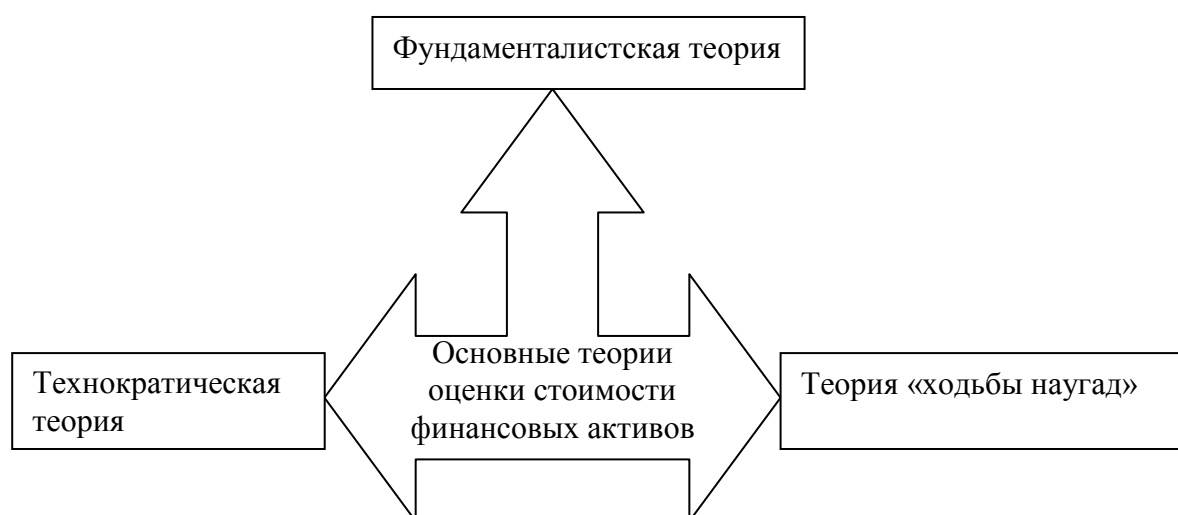 Фундаменталистская теория
Основные теории
оценки стоимости
финансовых активов
Технократическая
теория
Теория «ходьбы наугад»